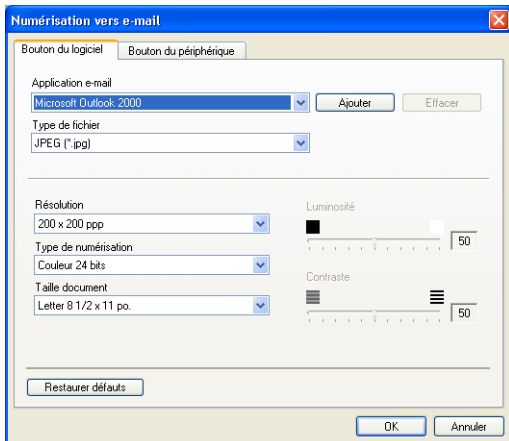 Numérisation vers e-mail
Bouton du logiciel Bouton du périphérique
Application e-mail
Microsoft Outlook 2000 Ajouter Effacer
Type de fichier
JPEG (*.jpg)
Résolution Luminosité
200 x 200 ppp
50
Type de numérisation
Couleur 24 bits
Contraste
Taille document
Letter 8 1/2 x 11 po.
50
Restaurer défauts
OK Annuler